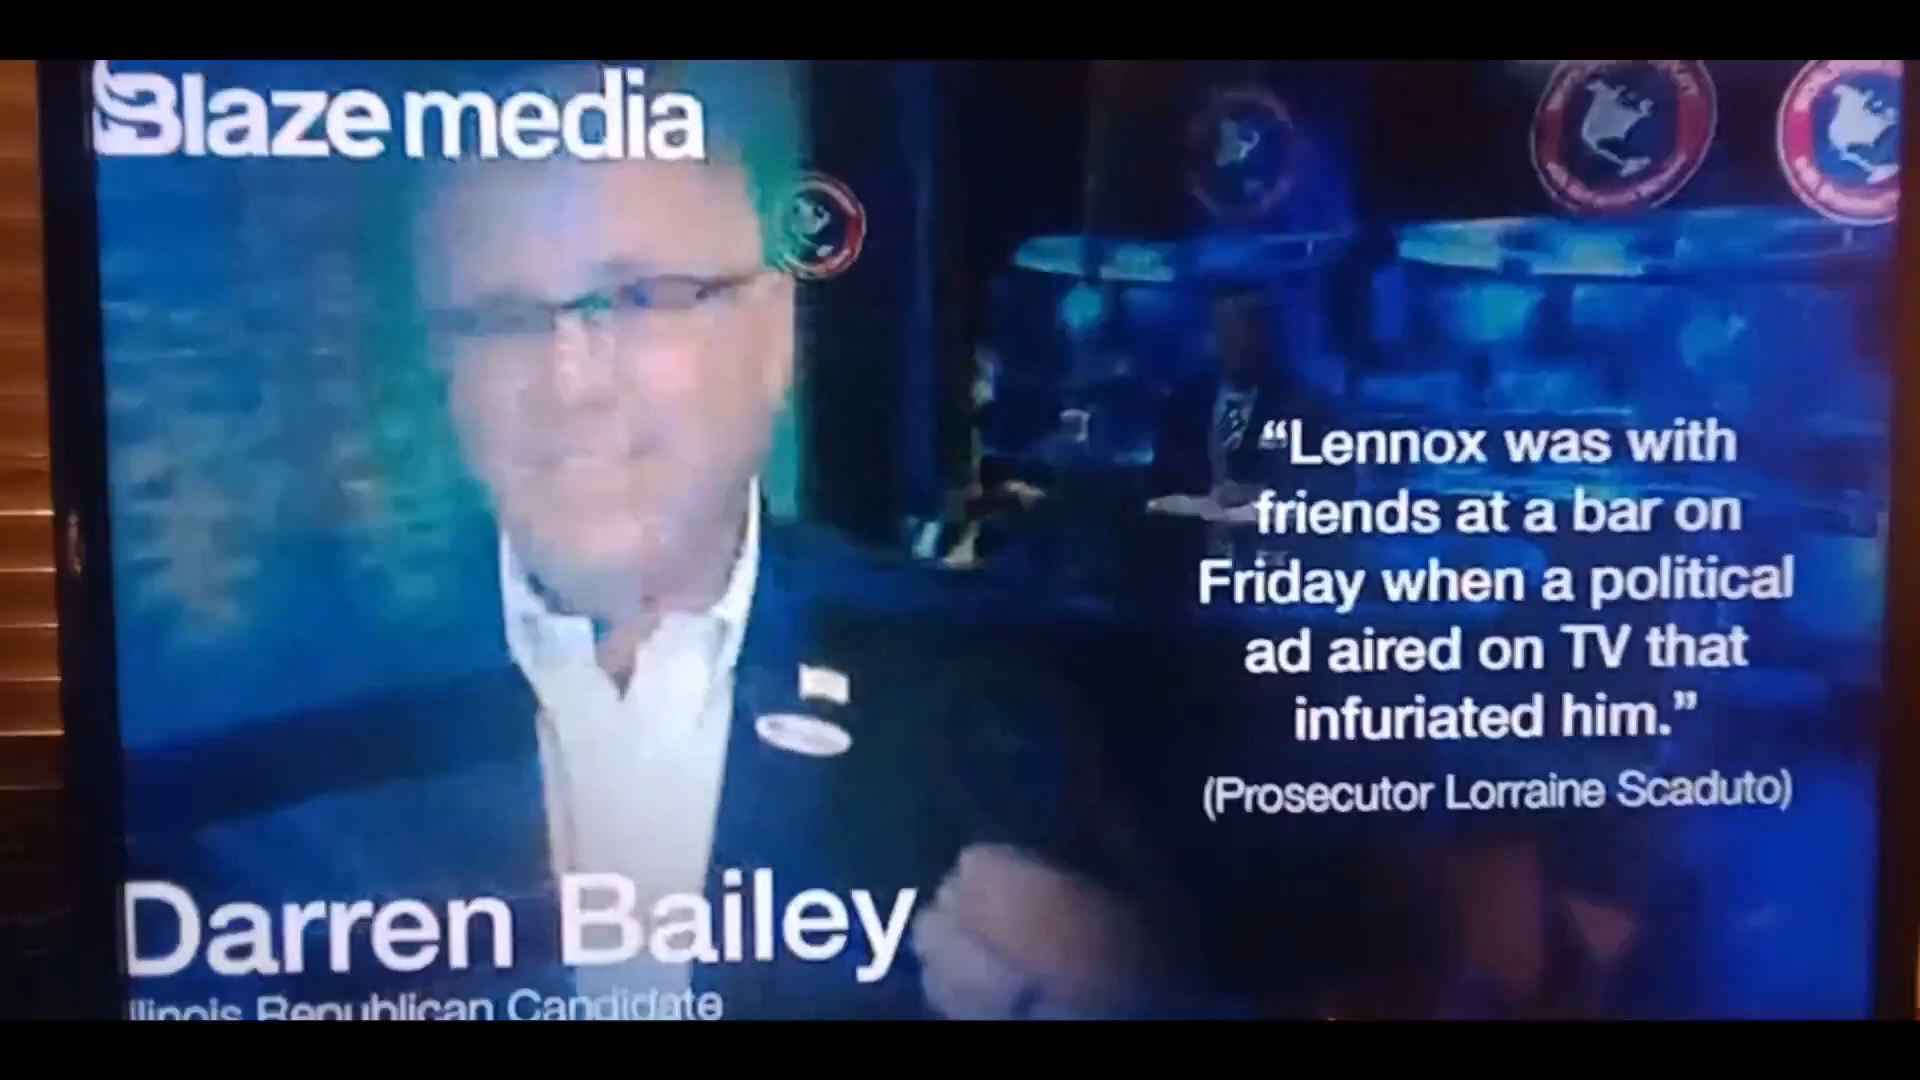 Blaze media
“Lennox was with
friends at a bar on
Friday when a political
ad aired on TV that
infuriated him.”
(Prosecutor Lorraine Scaduto)
Darren Bailey
Illinois Republican Candidate